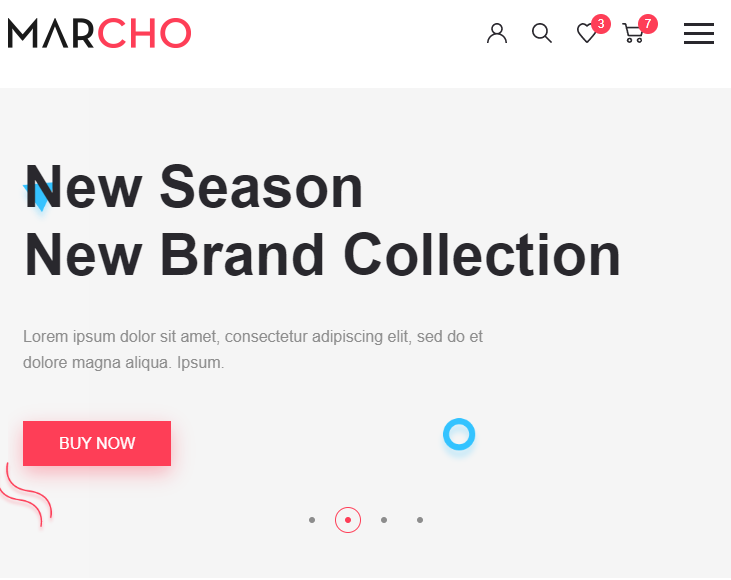 MARCHO
3
7
New Season
New Brand Collection
Lorem ipsum dolor sit amet, consectetur adipiscing elit, sed do et
dolore magna aliqua. Ipsum.
BUY NOW